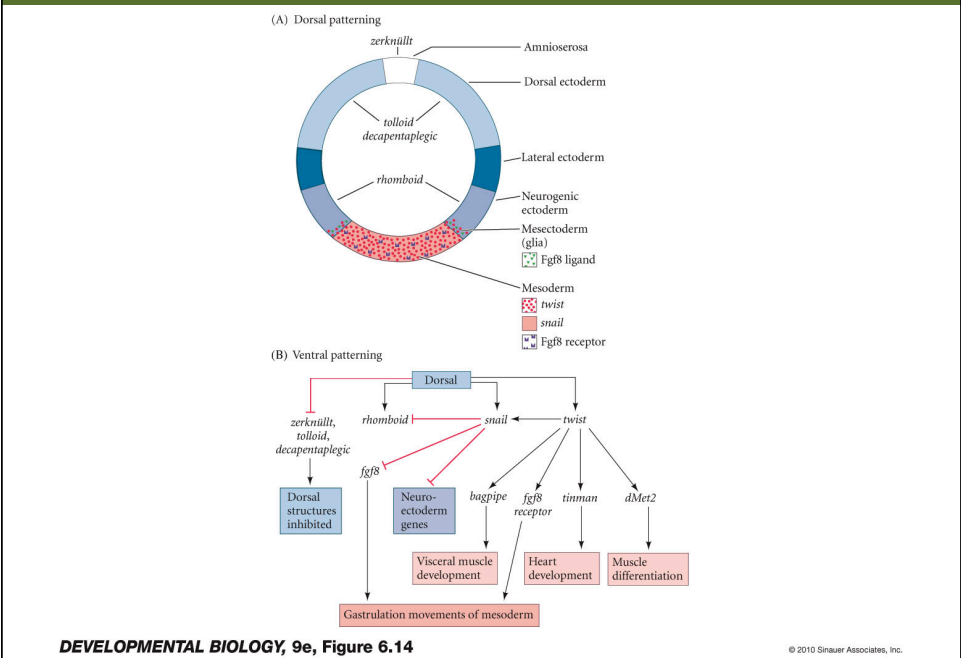 (A) Dorsal patterning
zerknüllt
Amnioserosa
Dorsal ectoderm
tolloid
decapentaplegic
Lateral ectoderm
rhomboid
Neurogenic
ectoderm
Mesectoderm
(glia)
Fgf8 ligand
Mesoderm
twist
snail
Fgf8 receptor
(B) Ventral patterning
Dorsal
zerknüllt,
tolloid,
decapentaplegic
rhomboid
snail
twist
fgf8
Dorsal
structures
inhibited
Neuro-
ectoderm
genes
bagpipe
fgf8
receptor
tinman
dMet2
Visceral muscle
development
Heart
development
Muscle
differentiation
Gastrulation movements of mesoderm
DEVELOPMENTAL BIOLOGY, 9e, Figure 6.14
© 2010 Sinauer Associates, Inc.